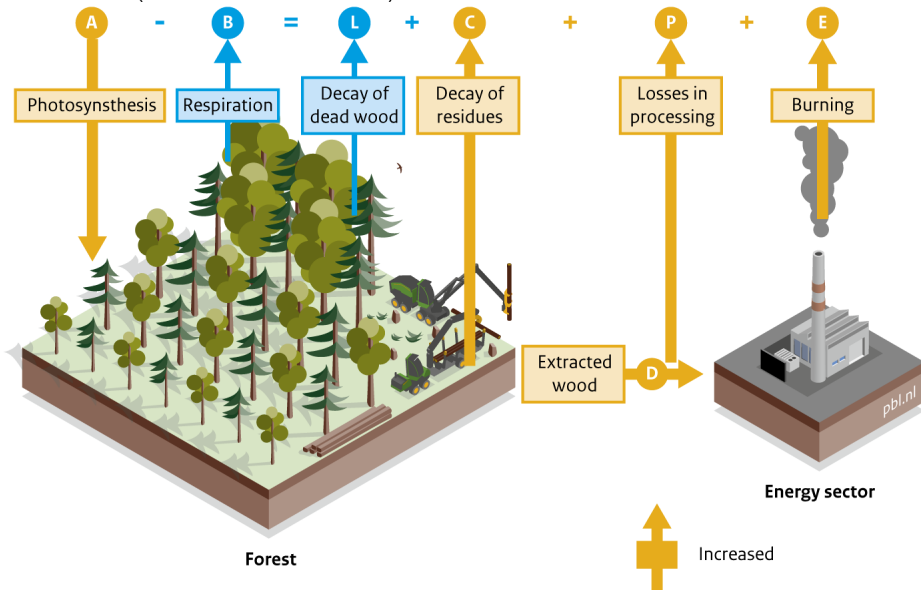 A - B = L + C + P + E
Photosynsthesis
Respiration
Decay of
dead wood
Decay of
residues
Losses in
processing
Burning
Extracted
wood
D
pbl.nl
Energy sector
Forest
Increased